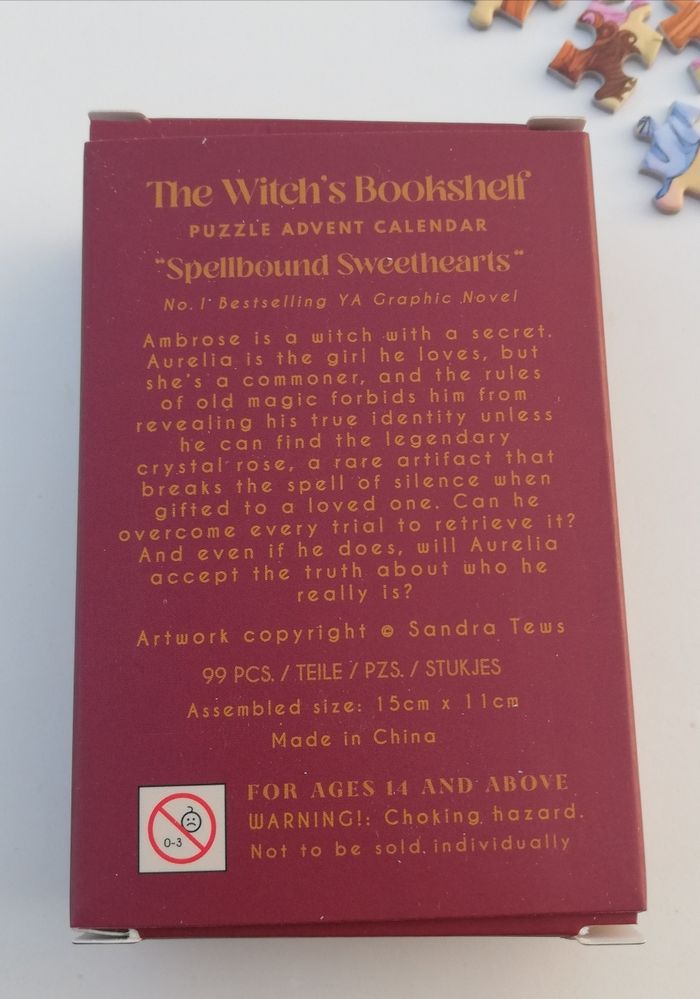 The Witch's Bookshelf
PUZZLE ADVENT CALENDAR
"Spellbound Sweethearts"
No.1 Bestselling YA Graphic Novel
Ambrose is a witch with a secret.
Aurelia is the girl he loves, but
she's a commoner, and the rules
of old magic forbids him from
revealing his true identity unless
he can find the legendary
crystal rose, a rare artifact that
breaks the spell of silence when
gifted to a loved one. Can he
overcome every trial to retrieve it?
And even if he does, will Aurelia
accept the truth about who he
really is?
Artwork copyright © Sandra Tews
99 PCS. / TEILE / PZS. / STUKJES
Assembled size: 15cm x 11cm
Made in China
FOR AGES 14 AND ABOVE
WARNING!: Choking hazard.
Not to be sold individually
0-3